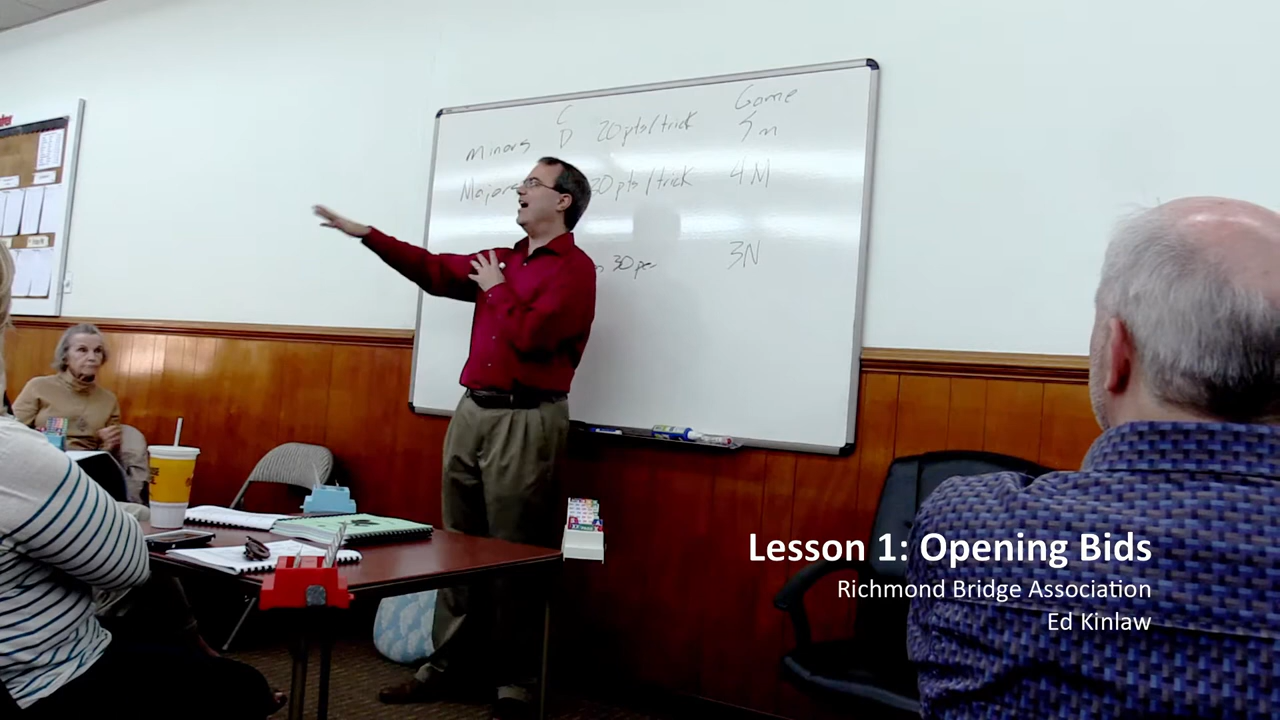 Game
C
minors D 20 pts/trick 5m
Majors 30 pts/trick 4M
30 per 3N
Lesson 1: Opening Bids
Richmond Bridge Association
Ed Kinlaw